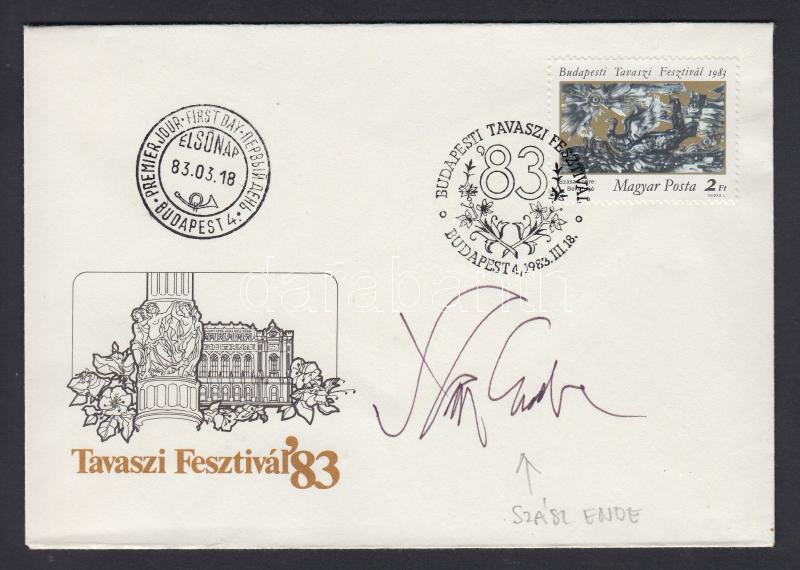 Budapesti Tavaszi Fesztivál 1983
Magyar Posta 2 Ft
PREMIER JOUR · FIRST DAY · ПЕРВЫЙ ДЕНЬ
ELSŐNAP
83.03.18
· BUDAPEST 4. ·
BUDAPESTI TAVASZI FESZTIVÁL
83
BUDAPEST 4, 1983. III. 18.
darabanth
Tavaszi Fesztivál '83
SZÁSZ ENDE